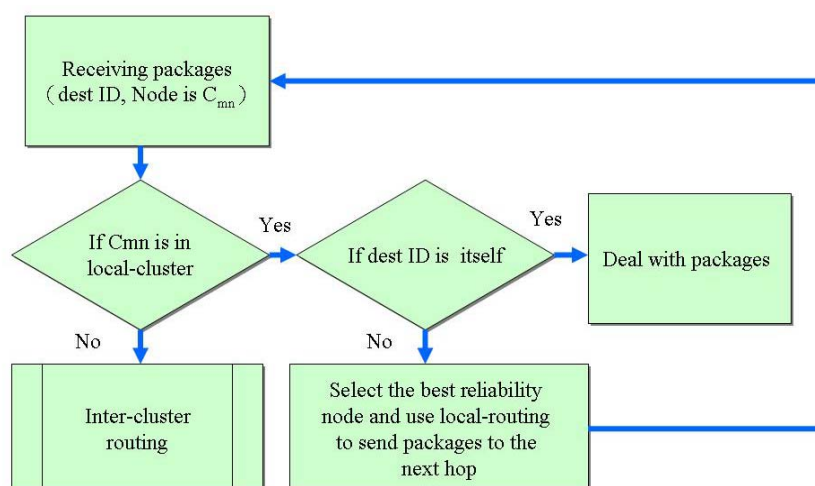 Receiving packages
（dest ID, Node is Cmn）
If Cmn is in
local-cluster
Yes
If dest ID is itself
Yes
Deal with packages
No
No
Inter-cluster
routing
Select the best reliability
node and use local-routing
to send packages to the
next hop